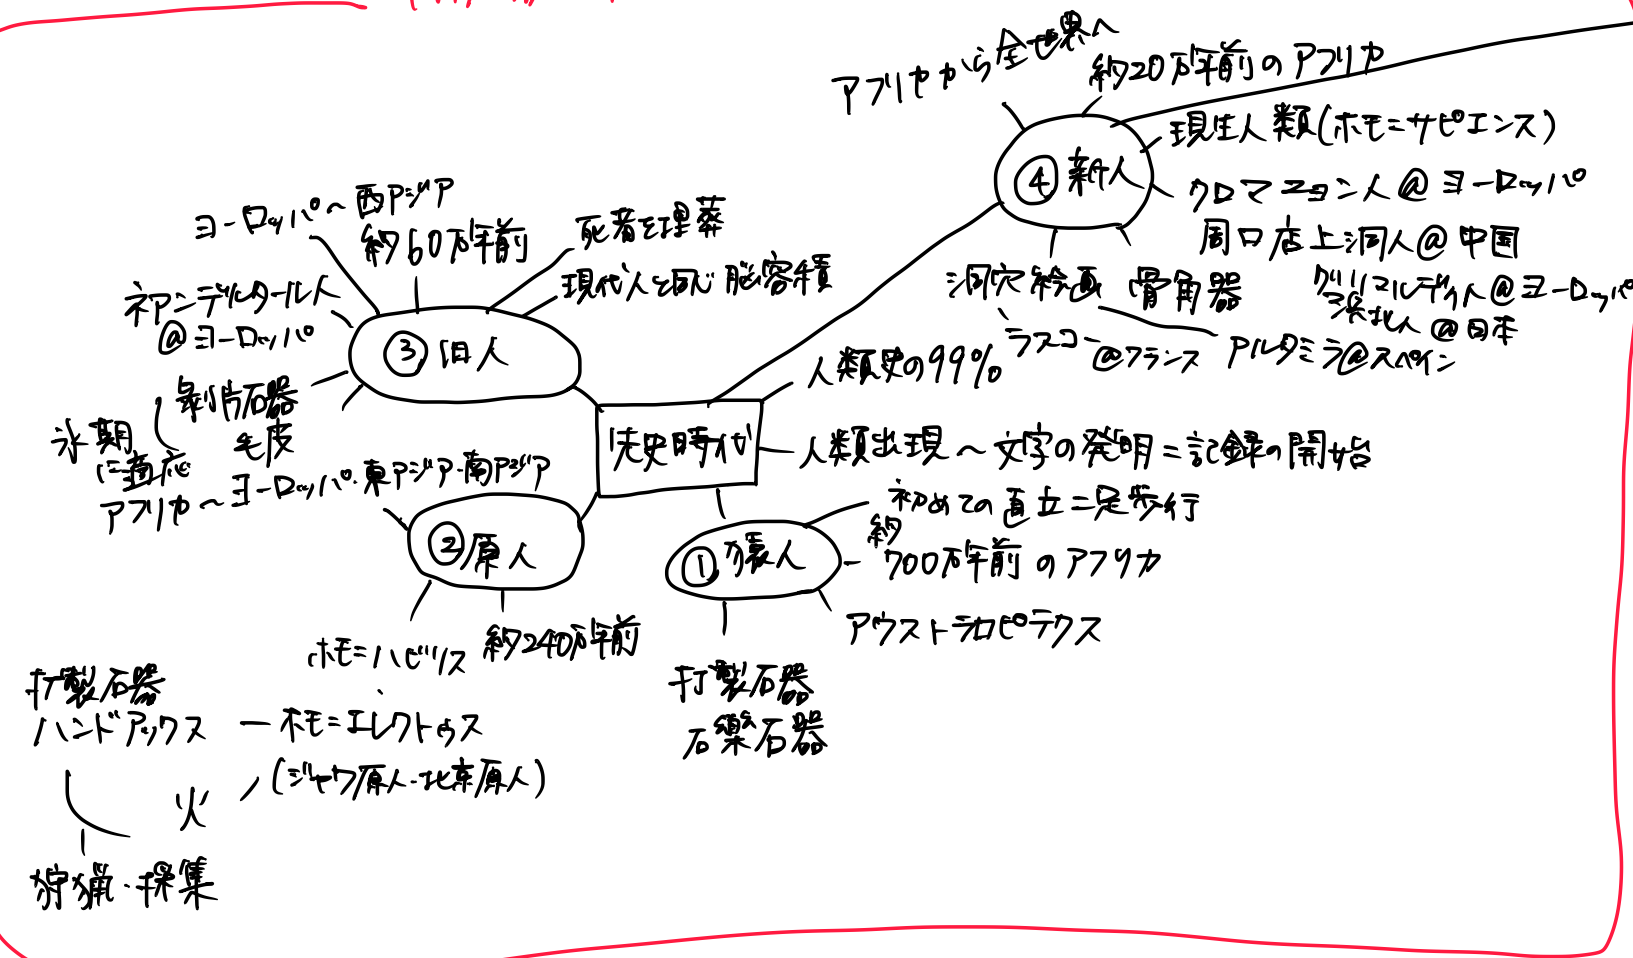 アフリカから全世界へ
約20万年前のアフリカ
④新人
現生人類(ホモ=サピエンス)
クロマニョン人@ヨーロッパ
周口店上洞人@中国
グリマルディ人@ヨーロッパ
浜北人@日本
洞穴絵画
骨角器
ラスコー@フランス
アルタミラ@スペイン
ヨーロッパ〜西アジア
約60万年前
死者を埋葬
現代人と同じ脳容積
ネアンデルタール人
@ヨーロッパ
③旧人
剥片石器
毛皮
氷期
に適応
先史時代
人類史の99%
人類出現〜文字の発明=記録の開始
アフリカ〜ヨーロッパ・東アジア・南アジア
②原人
ホモ=ハビリス
約240万年前
ホモ=エレクトゥス
(ジャワ原人・北京原人)
打製石器
ハンドアックス
火
狩猟・採集
①猿人
初めての直立二足歩行
約
700万年前のアフリカ
アウストラロピテクス
打製石器
石礫石器